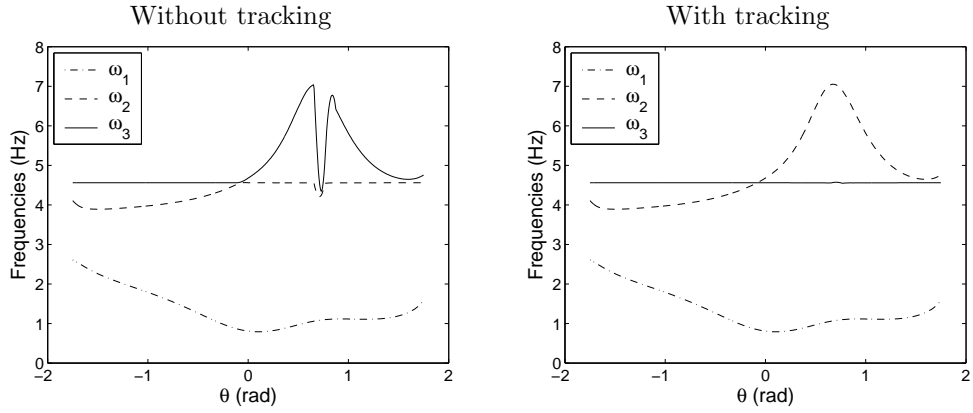 Without tracking
8
7
6
5
4
3
2
1
0
Frequencies (Hz)
ω1
ω2
ω3
−2
−1
0
1
2
θ (rad)
With tracking
8
7
6
5
4
3
2
1
0
Frequencies (Hz)
ω1
ω2
ω3
−2
−1
0
1
2
θ (rad)